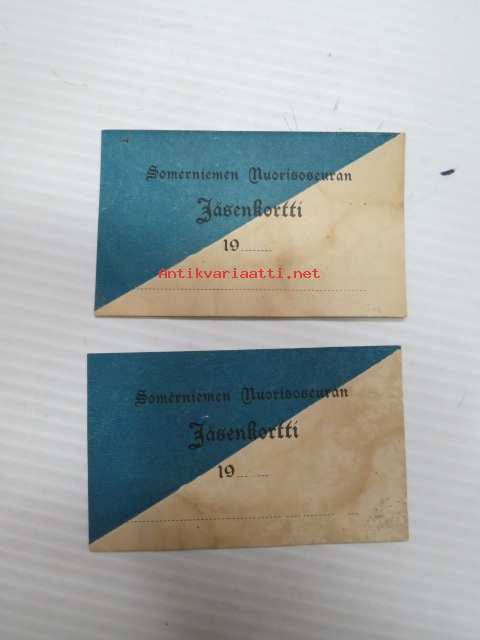 Somerniemen Nuorisoseuran
Jäsenkortti
19
Antikvariaatti.net
Somerniemen Nuorisoseuran
Jäsenkortti
19